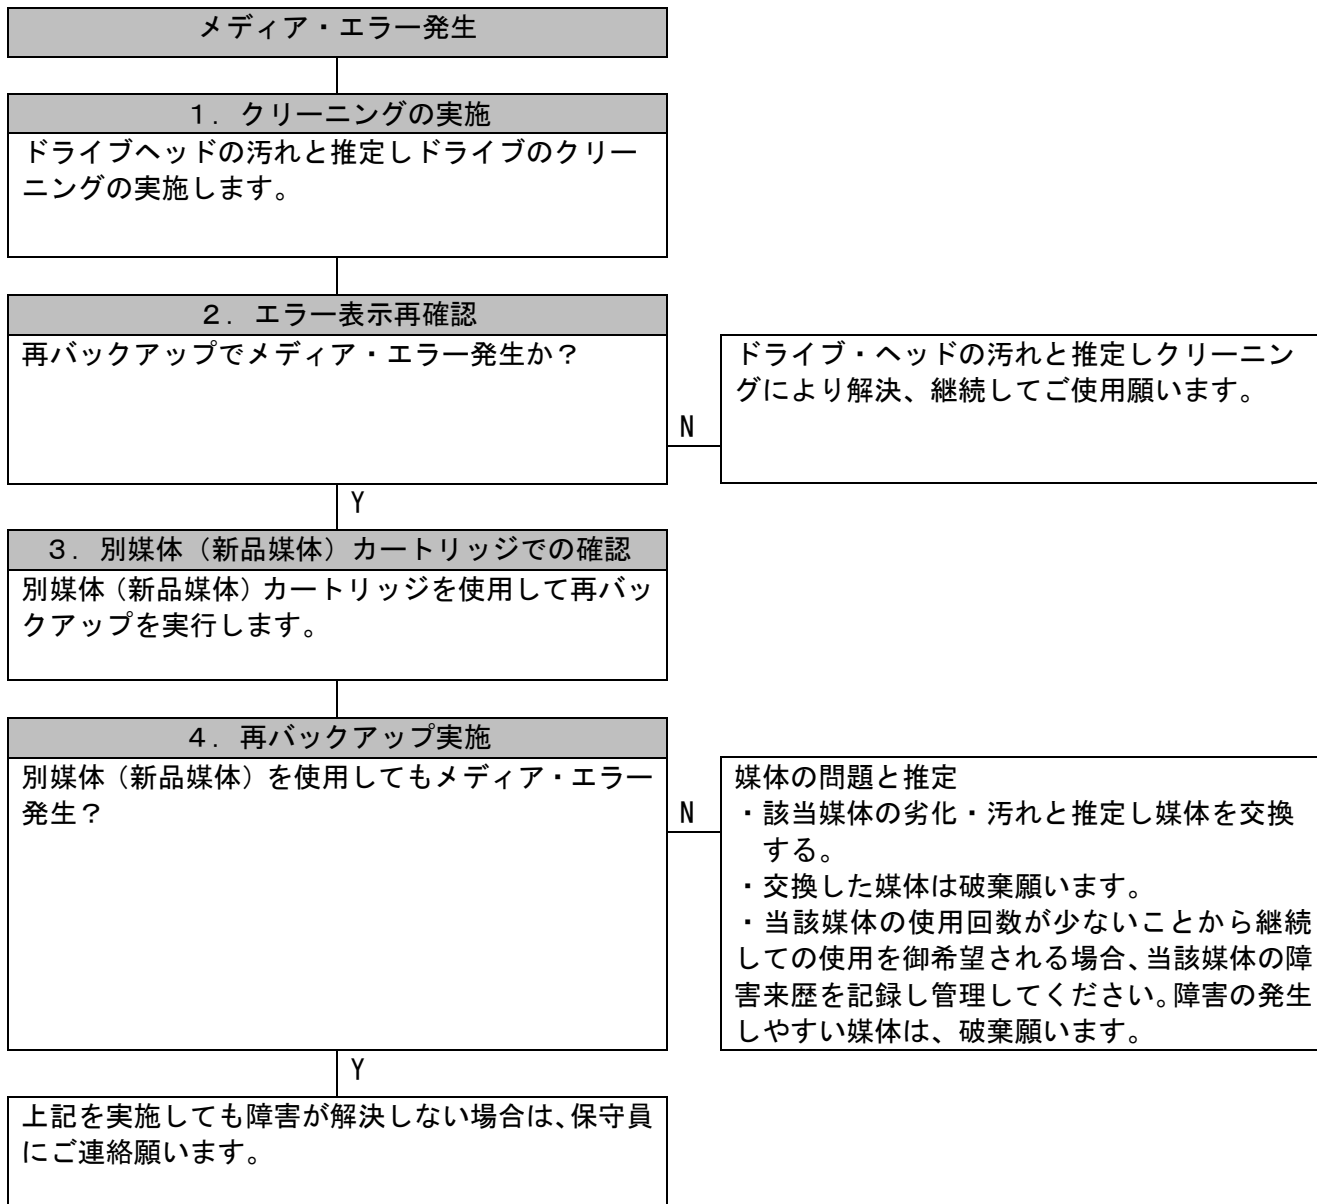 メディア・エラー発生
１．クリーニングの実施
ドライブヘッドの汚れと推定しドライブのクリー
ニングの実施します。
２．エラー表示再確認
再バックアップでメディア・エラー発生か？
N
ドライブ・ヘッドの汚れと推定しクリーニン
グにより解決、継続してご使用願います。
Y
３．別媒体（新品媒体）カートリッジでの確認
別媒体（新品媒体）カートリッジを使用して再バッ
クアップを実行します。
４．再バックアップ実施
別媒体（新品媒体）を使用してもメディア・エラー
発生？
N
媒体の問題と推定
・該当媒体の劣化・汚れと推定し媒体を交換
する。
・交換した媒体は破棄願います。
・当該媒体の使用回数が少ないことから継続
しての使用を御希望される場合、当該媒体の障
害来歴を記録し管理してください。障害の発生
しやすい媒体は、破棄願います。
Y
上記を実施しても障害が解決しない場合は、保守員
にご連絡願います。